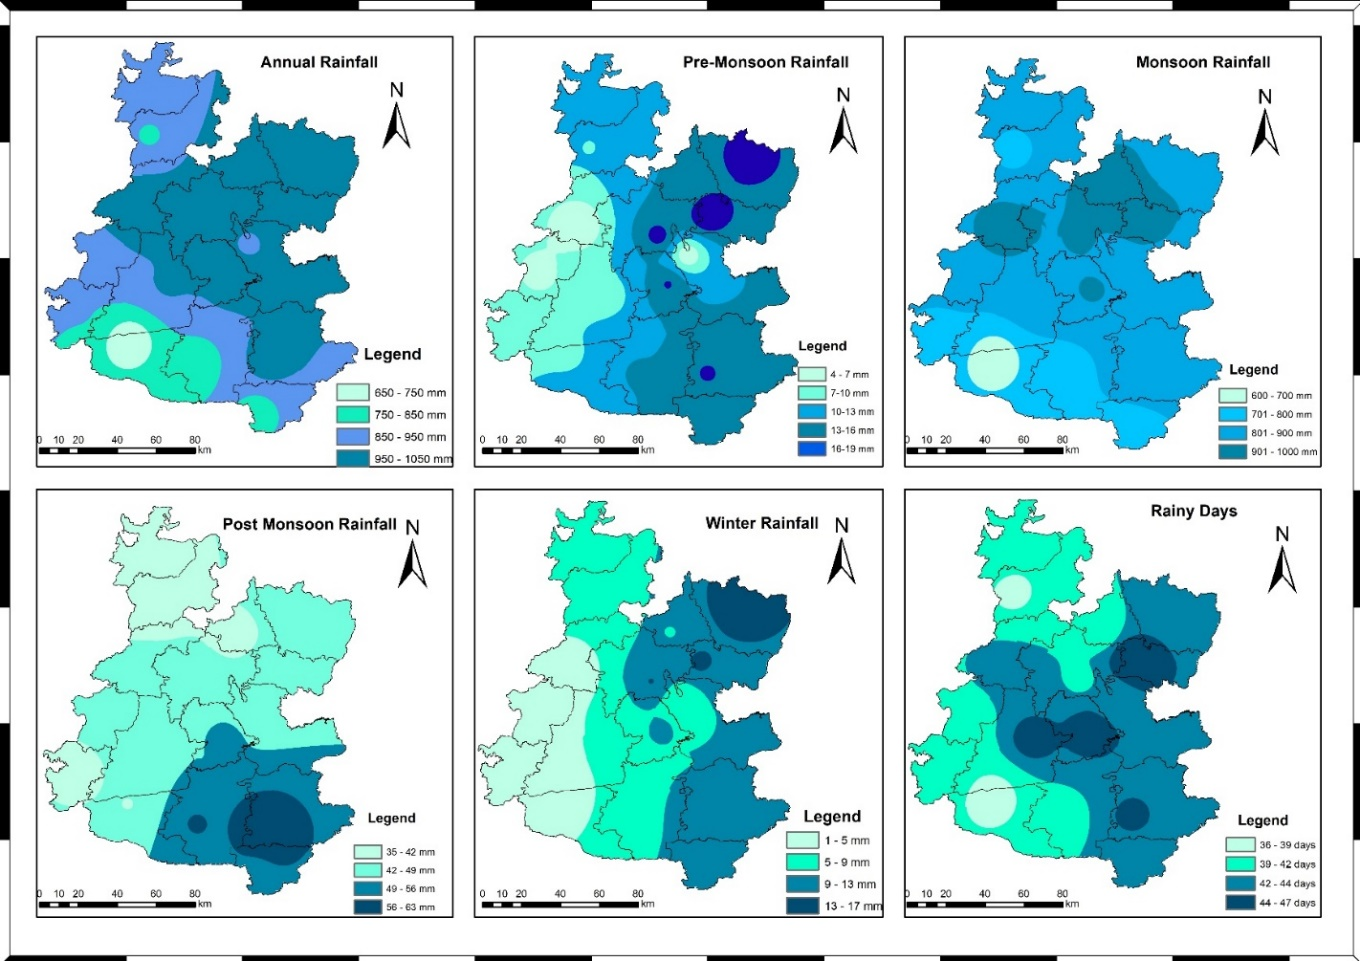 Annual Rainfall
N
Legend
650 - 750 mm
750 - 850 mm
850 - 950 mm
950 - 1050 mm
0 10 20 40 60 80
km
Pre-Monsoon Rainfall
N
Legend
4 - 7 mm
7-10 mm
10-13 mm
13-16 mm
16-19 mm
0 10 20 40 60 80
km
Monsoon Rainfall
N
Legend
600 - 700 mm
701 - 800 mm
801 - 900 mm
901 - 1000 mm
0 10 20 40 60 80
km
Post Monsoon Rainfall
N
Legend
35 - 42 mm
42 - 49 mm
49 - 56 mm
56 - 63 mm
0 10 20 40 60 80
km
Winter Rainfall
N
Legend
1 - 5 mm
5 - 9 mm
9 - 13 mm
13 - 17 mm
0 10 20 40 60 80
km
Rainy Days
N
Legend
36 - 39 days
39 - 42 days
42 - 44 days
44 - 47 days
0 10 20 40 60 80
km